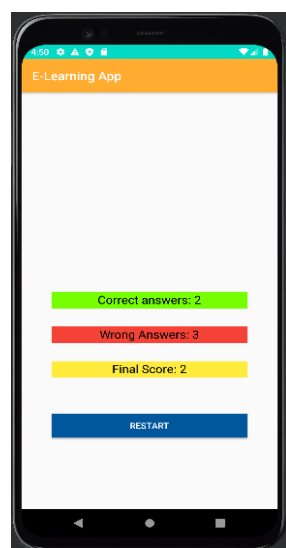 4:50
E-Learning App
Correct answers: 2
Wrong Answers: 3
Final Score: 2
RESTART